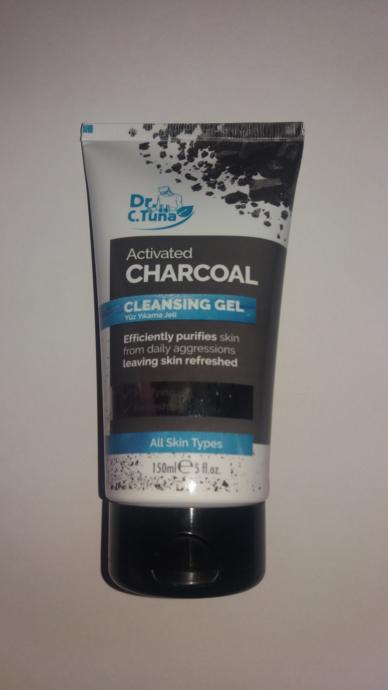 Dr.
C.Tuna
Activated
CHARCOAL
CLEANSING GEL
Yüz Yıkama Jeli
Efficiently purifies skin
from daily aggressions
leaving skin refreshed
All Skin Types
150ml ℮ 5 fl.oz.